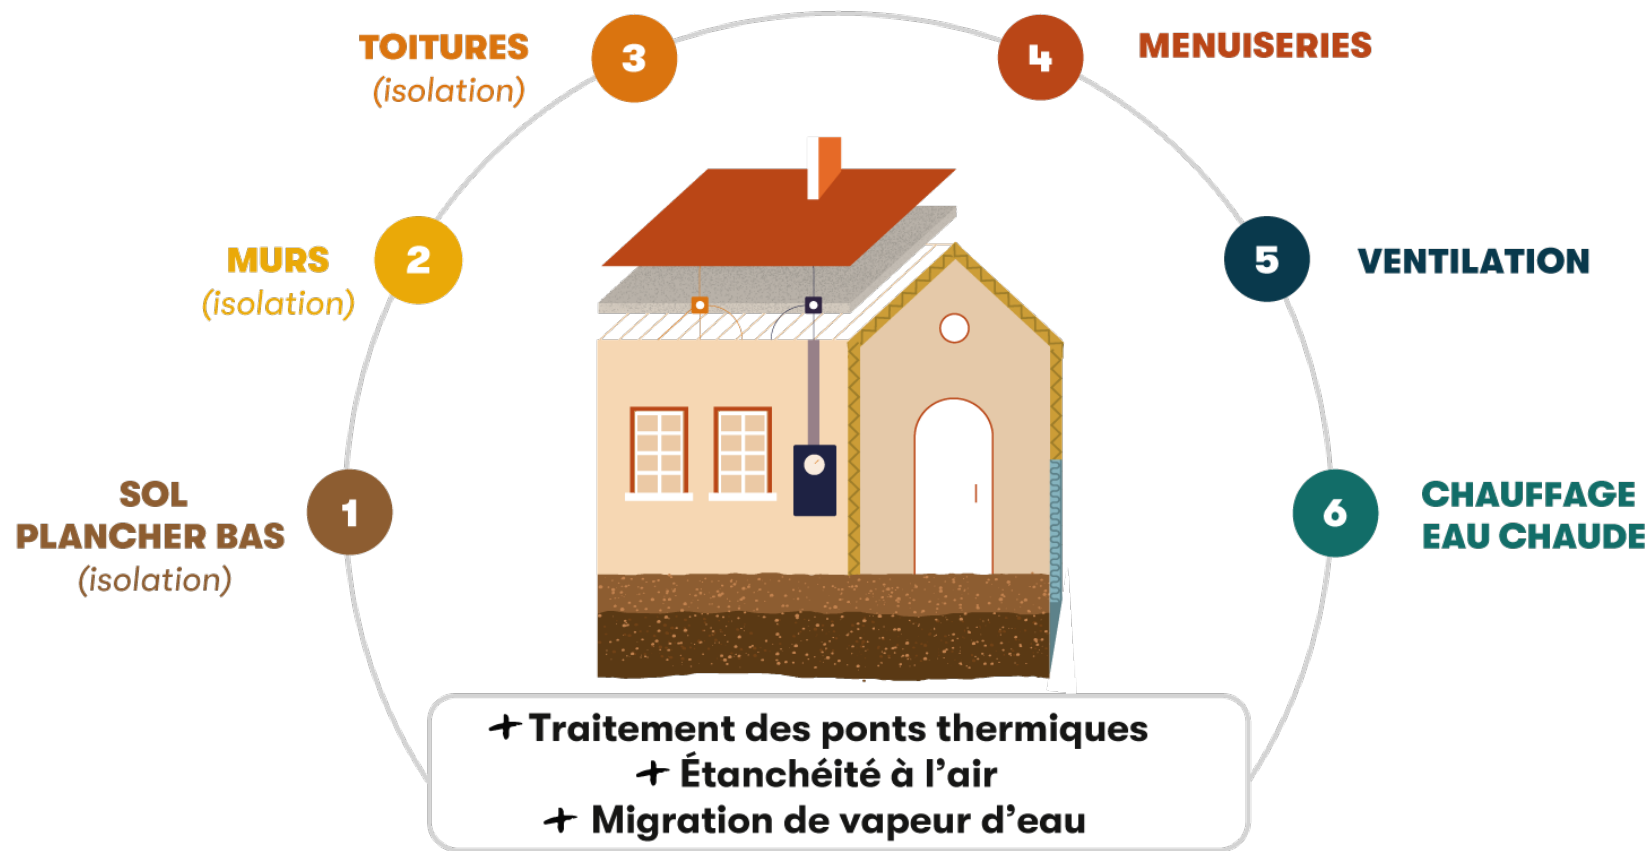 3
TOITURES
(isolation)
4
MENUISERIES
2
MURS
(isolation)
5
VENTILATION
1
SOL
PLANCHER BAS
(isolation)
6
CHAUFFAGE
EAU CHAUDE
+ Traitement des ponts thermiques
+ Étanchéité à l’air
+ Migration de vapeur d’eau